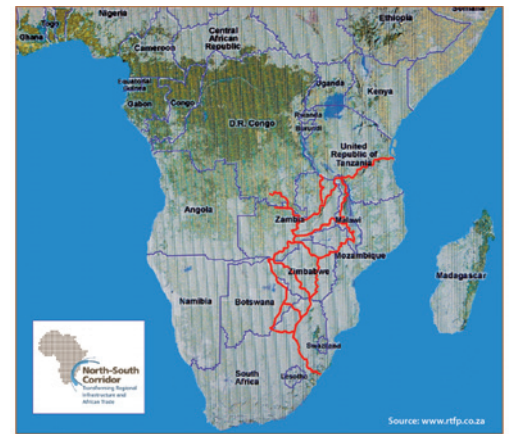 Nigeria
Togo
Ghana
Central
African
Republic
Ethiopia
Somalia
Cameroon
Equatorial
Guinea
Gabon
Congo
Uganda
Kenya
Rwanda
Burundi
D.R. Congo
United
Republic of
Tanzania
Angola
Zambia
Malawi
Mozambique
Zimbabwe
Madagascar
Namibia
Botswana
Swaziland
South
Africa
Lesotho
North-South
Corridor
Transforming Regional
Infrastructure and
African Trade
Source: www.rtfp.co.za